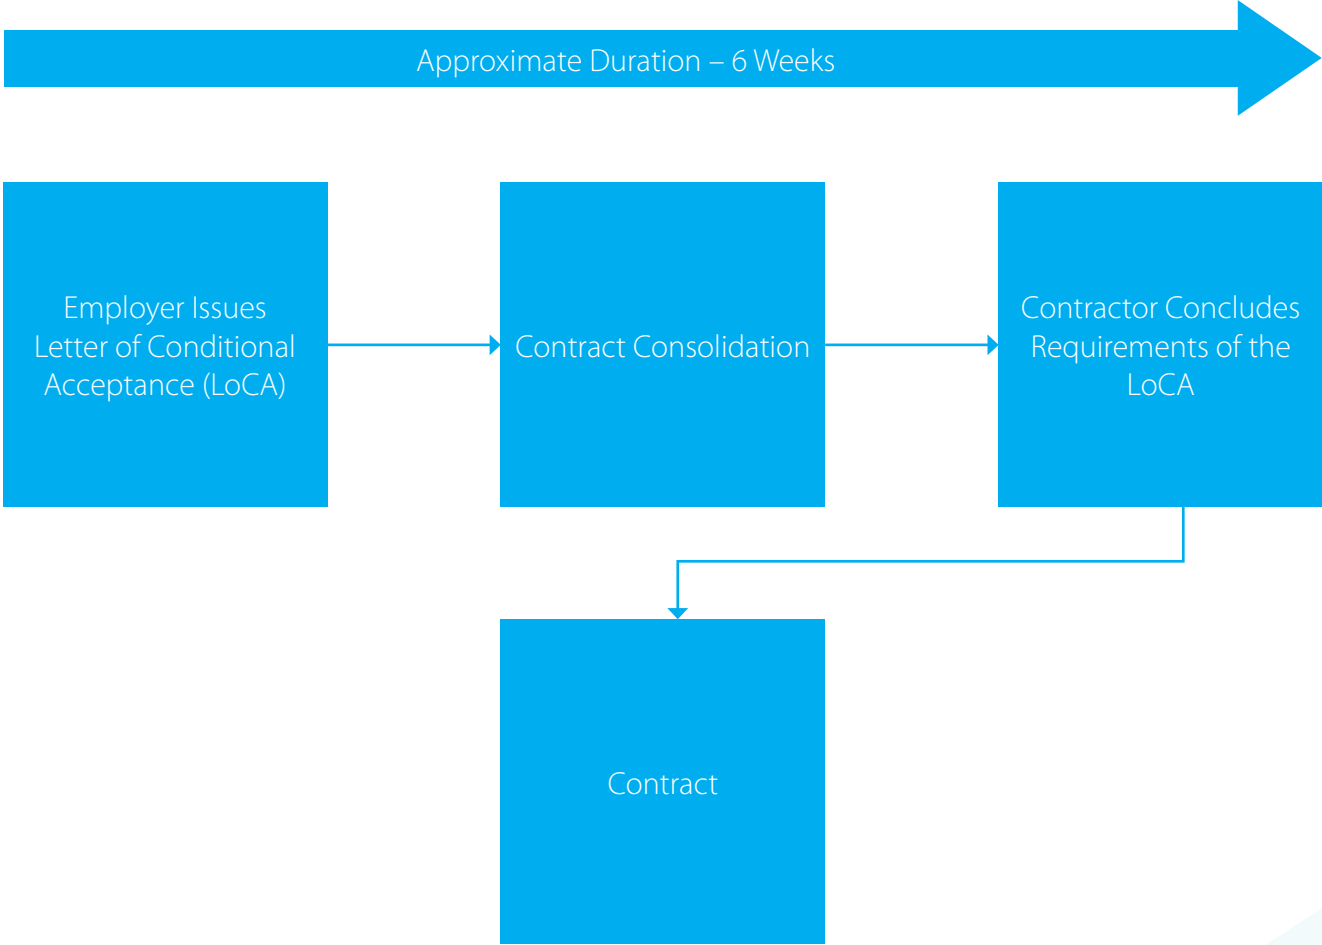 Approximate Duration – 6 Weeks
Employer Issues
Letter of Conditional
Acceptance (LoCA)
Contract Consolidation
Contractor Concludes
Requirements of the
LoCA
Contract